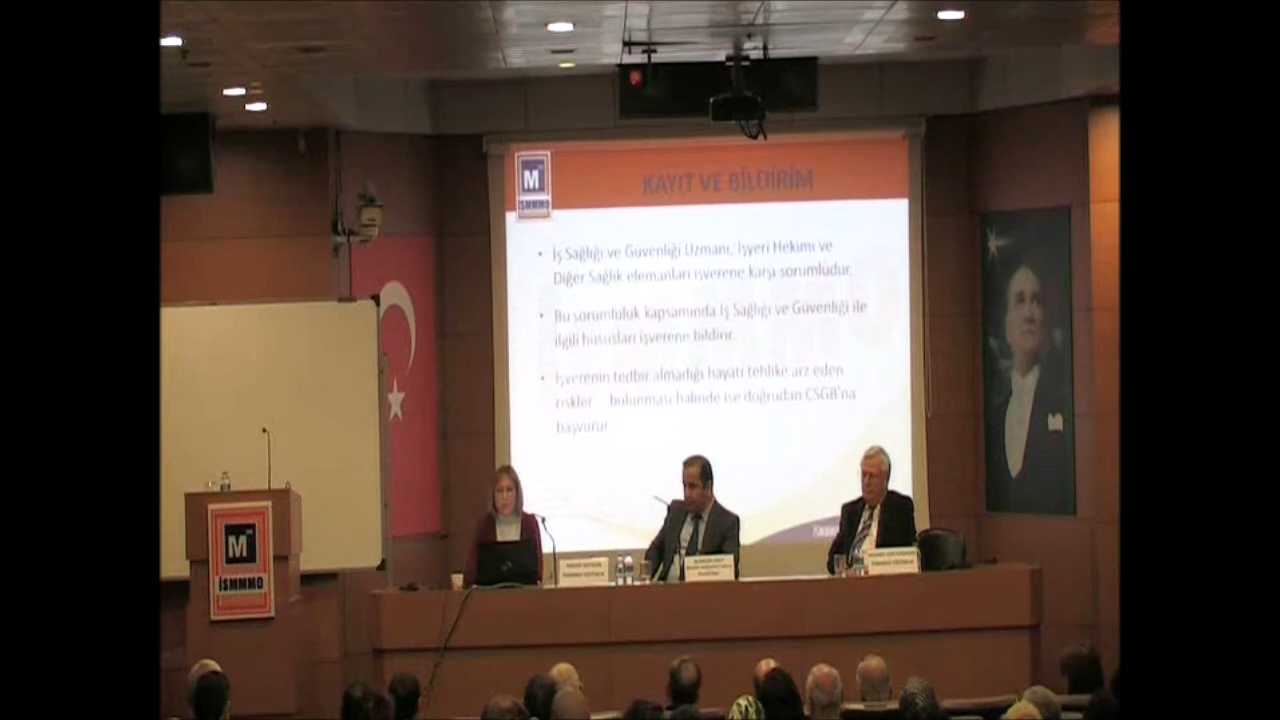 M
İSMMMO
KAYIT VE BİLDİRİM
• İş Sağlığı ve Güvenliği Uzmanı, İşyeri Hekimi ve
Diğer Sağlık elemanları işverene karşı sorumludur.
• Bu sorumluluk kapsamında İş Sağlığı ve Güvenliği ile
ilgili hususları işverene bildirir.
• İşverenin tedbir almadığı hayati tehlike arz eden
riskler bulunması halinde ise doğrudan ÇSGB'na
başvurur
M
İSMMMO